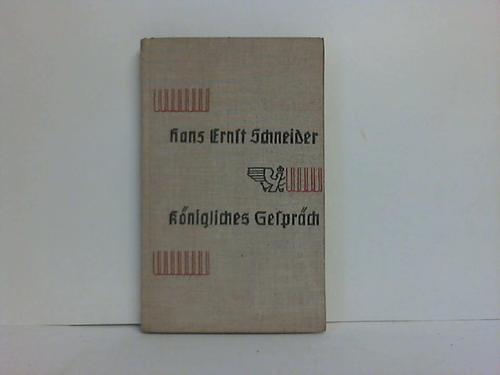 Hans Ernst Schneider
Königliches Gespräch